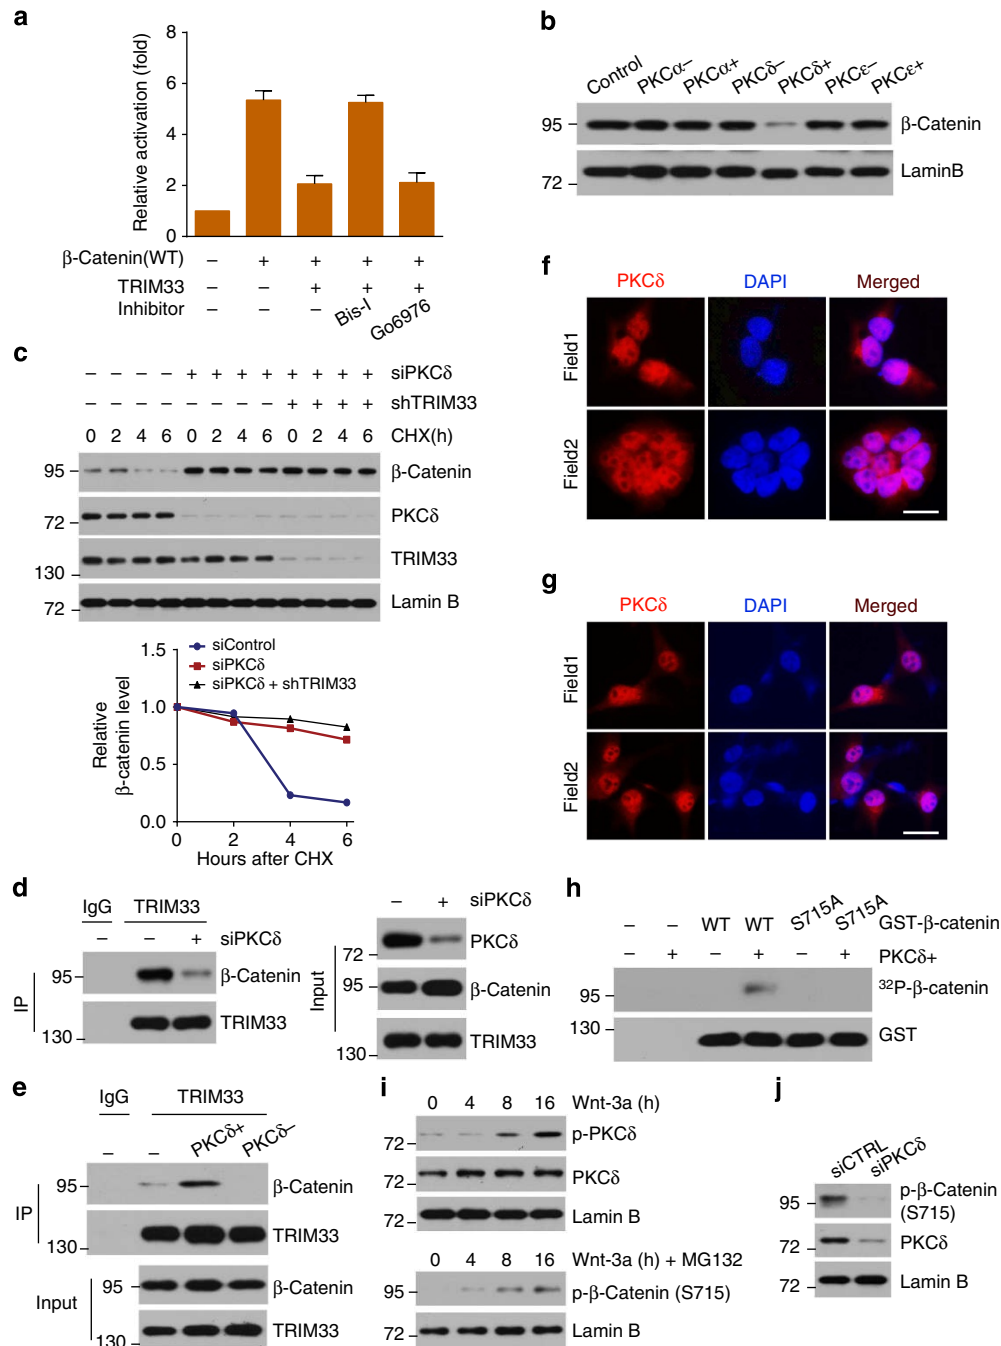 a
Relative activation (fold)
8
6
4
2
0
β-Catenin(WT) – + + + +
TRIM33 – – + + +
Inhibitor – – – Bis-I Go6976
b
Control PKCα– PKCα+ PKCδ– PKCδ+ PKCε– PKCε+
95 β-Catenin
72 LaminB
c
– – – – + + + + + + + + siPKCδ
– – – – – – – – + + + + shTRIM33
0 2 4 6 0 2 4 6 0 2 4 6 CHX(h)
95 β-Catenin
72 PKCδ
130 TRIM33
72 Lamin B
Relative β-catenin level
1.5
1.0
0.5
0.0
siControl
siPKCδ
siPKCδ + shTRIM33
0 2 4 6
Hours after CHX
d
IgG TRIM33
– – + siPKCδ
IP
95 β-Catenin
130 TRIM33
– + siPKCδ
Input
72 PKCδ
95 β-Catenin
130 TRIM33
e
IgG TRIM33
– – PKCδ+ PKCδ–
IP
95 β-Catenin
130 TRIM33
Input
95 β-Catenin
130 TRIM33
f
PKCδ DAPI Merged
Field1
Field2
g
PKCδ DAPI Merged
Field1
Field2
h
– – WT WT S715A S715A GST-β-catenin
– + – + – + PKCδ+
95 ³²P-β-catenin
130 GST
i
0 4 8 16 Wnt-3a (h)
72 p-PKCδ
72 PKCδ
72 Lamin B
0 4 8 16 Wnt-3a (h) + MG132
95 p-β-Catenin (S715)
72 Lamin B
j
siCTRL siPKCδ
95 p-β-Catenin (S715)
72 PKCδ
72 Lamin B